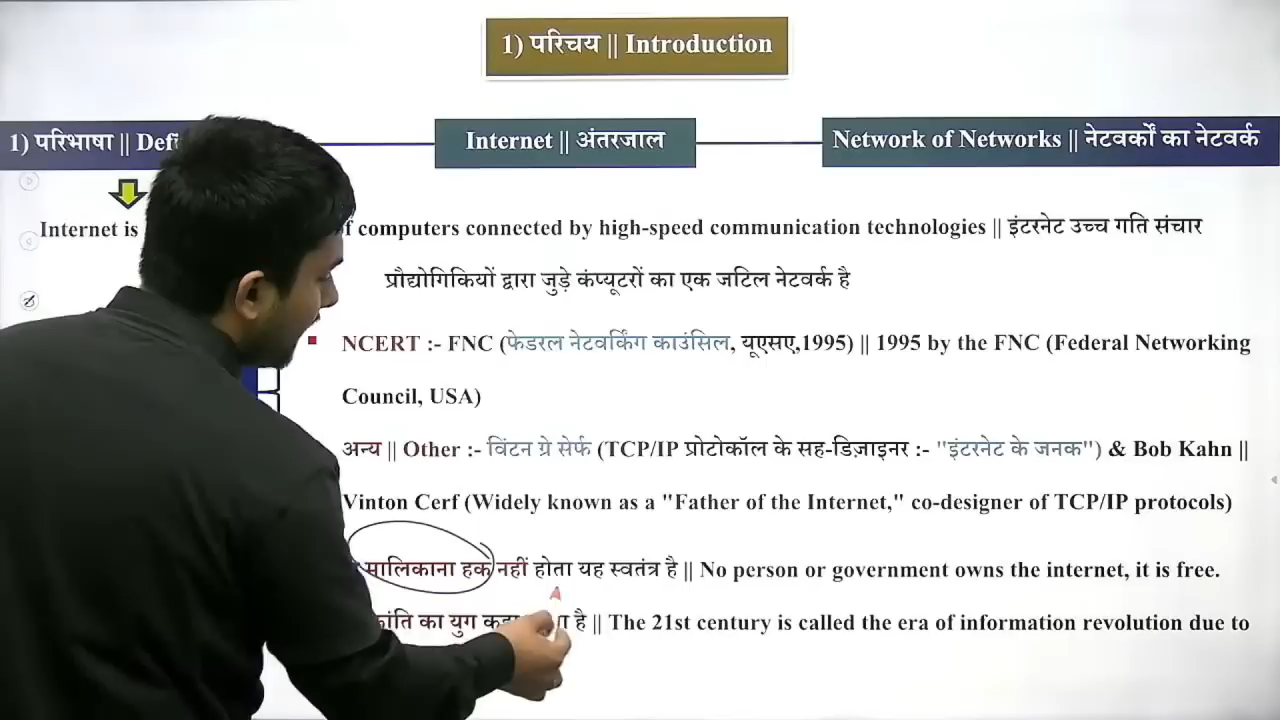 1) परिचय || Introduction
1) परिभाषा ||
Internet || अंतरजाल
Network of Networks || नेटवर्कों का नेटवर्क
Internet is
of computers connected by high-speed communication technologies || इंटरनेट उच्च गति संचार
प्रौद्योगिकियों द्वारा जुड़े कंप्यूटरों का एक जटिल नेटवर्क है
NCERT :- FNC (फेडरल नेटवर्किंग काउंसिल, यूएसए,1995) || 1995 by the FNC (Federal Networking
Council, USA)
अन्य || Other :- विंटन ग्रे सेर्फ (TCP/IP प्रोटोकॉल के सह-डिज़ाइनर :- "इंटरनेट के जनक") & Bob Kahn ||
Vinton Cerf (Widely known as a "Father of the Internet," co-designer of TCP/IP protocols)
मालिकाना हक नहीं होता यह स्वतंत्र है || No person or government owns the internet, it is free.
का युग है || The 21st century is called the era of information revolution due to